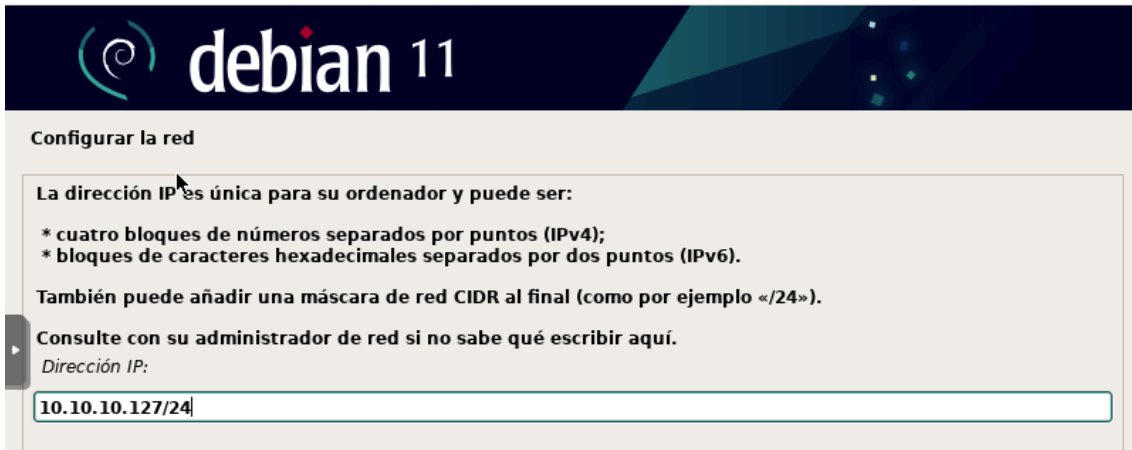 debian 11
Configurar la red
La dirección IP es única para su ordenador y puede ser:
* cuatro bloques de números separados por puntos (IPv4);
* bloques de caracteres hexadecimales separados por dos puntos (IPv6).
También puede añadir una máscara de red CIDR al final (como por ejemplo «/24»).
Consulte con su administrador de red si no sabe qué escribir aquí.
Dirección IP:
10.10.10.127/24